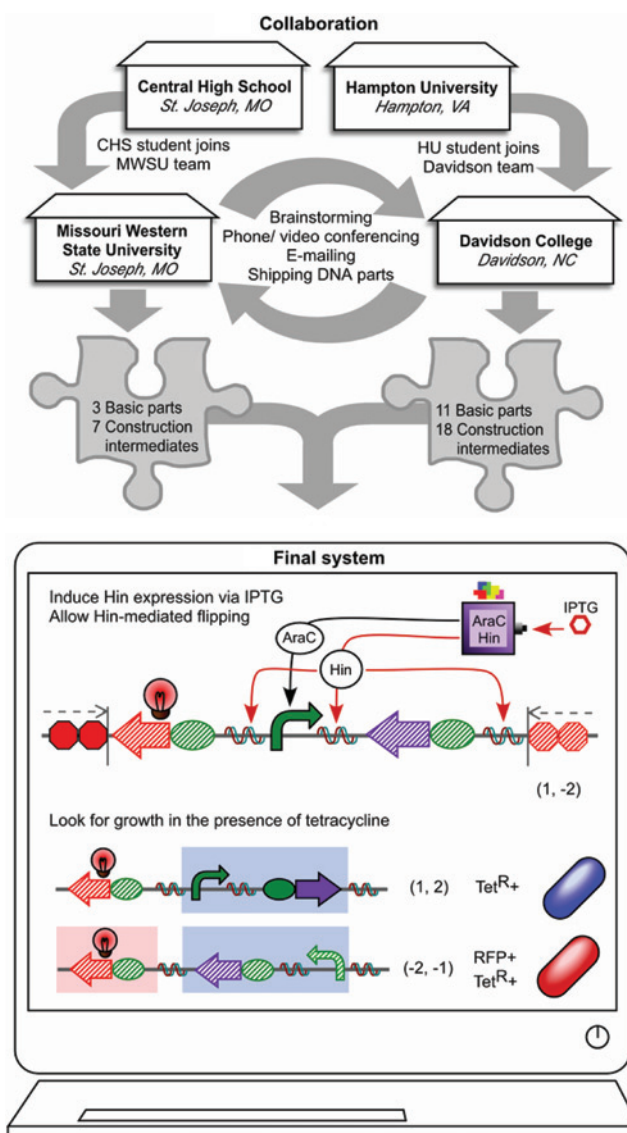 Collaboration
Central High School
St. Joseph, MO
Hampton University
Hampton, VA
CHS student joins
MWSU team
HU student joins
Davidson team
Missouri Western
State University
St. Joseph, MO
Brainstorming
Phone/ video conferencing
E-mailing
Shipping DNA parts
Davidson College
Davidson, NC
3 Basic parts
7 Construction
intermediates
11 Basic parts
18 Construction
intermediates
Final system
Induce Hin expression via IPTG
Allow Hin-mediated flipping
AraC
Hin
AraC
Hin
IPTG
(1, -2)
Look for growth in the presence of tetracycline
(1, 2)
TetR+
(-2, -1)
RFP+
TetR+